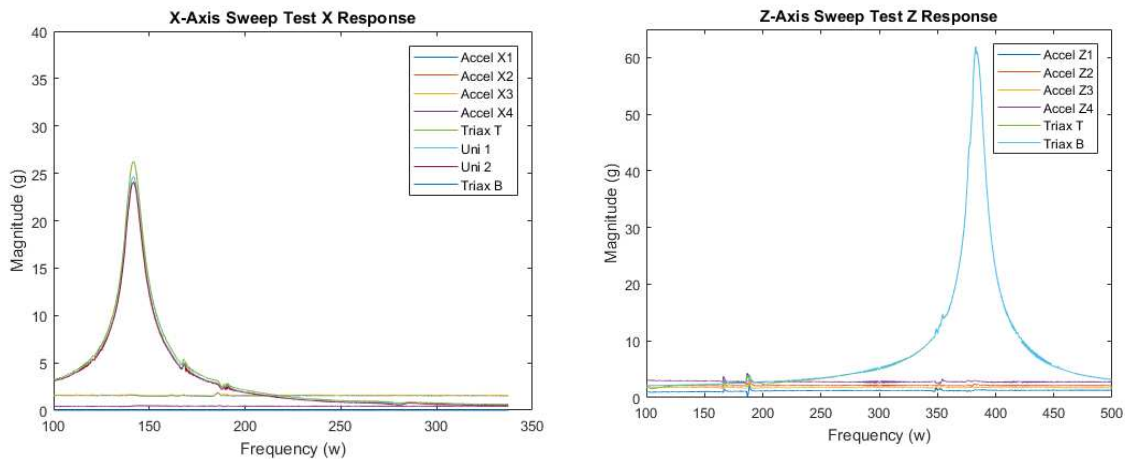 X-Axis Sweep Test X Response
40
35
30
25
20
15
10
5
0
Magnitude (g)
100
150
200
250
300
350
Frequency (w)
Accel X1
Accel X2
Accel X3
Accel X4
Triax T
Uni 1
Uni 2
Triax B
Z-Axis Sweep Test Z Response
60
50
40
30
20
10
0
Magnitude (g)
100
150
200
250
300
350
400
450
500
Frequency (w)
Accel Z1
Accel Z2
Accel Z3
Accel Z4
Triax T
Triax B